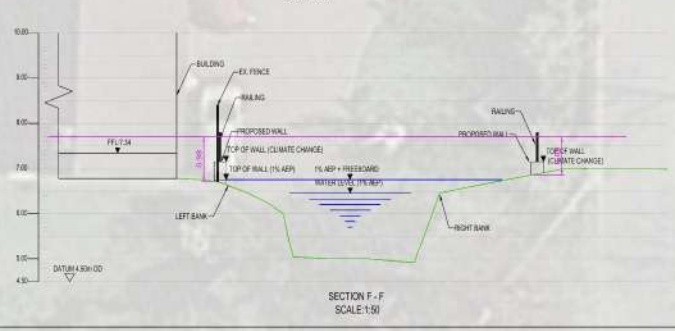 10.00
BUILDING
EX. FENCE
9.00
RAILING
RAILING
8.00
PROPOSED WALL
PROPOSED WALL
FFL 7.34
TOP OF WALL (CLIMATE CHANGE)
TOP OF WALL
(CLIMATE CHANGE)
7.00
TOP OF WALL (1% AEP)
1% AEP + FREEBOARD
WATER LEVEL (1% AEP)
LEFT BANK
6.00
RIGHT BANK
5.00
DATUM 4.50m OD
4.50
SECTION F - F
SCALE:1:50